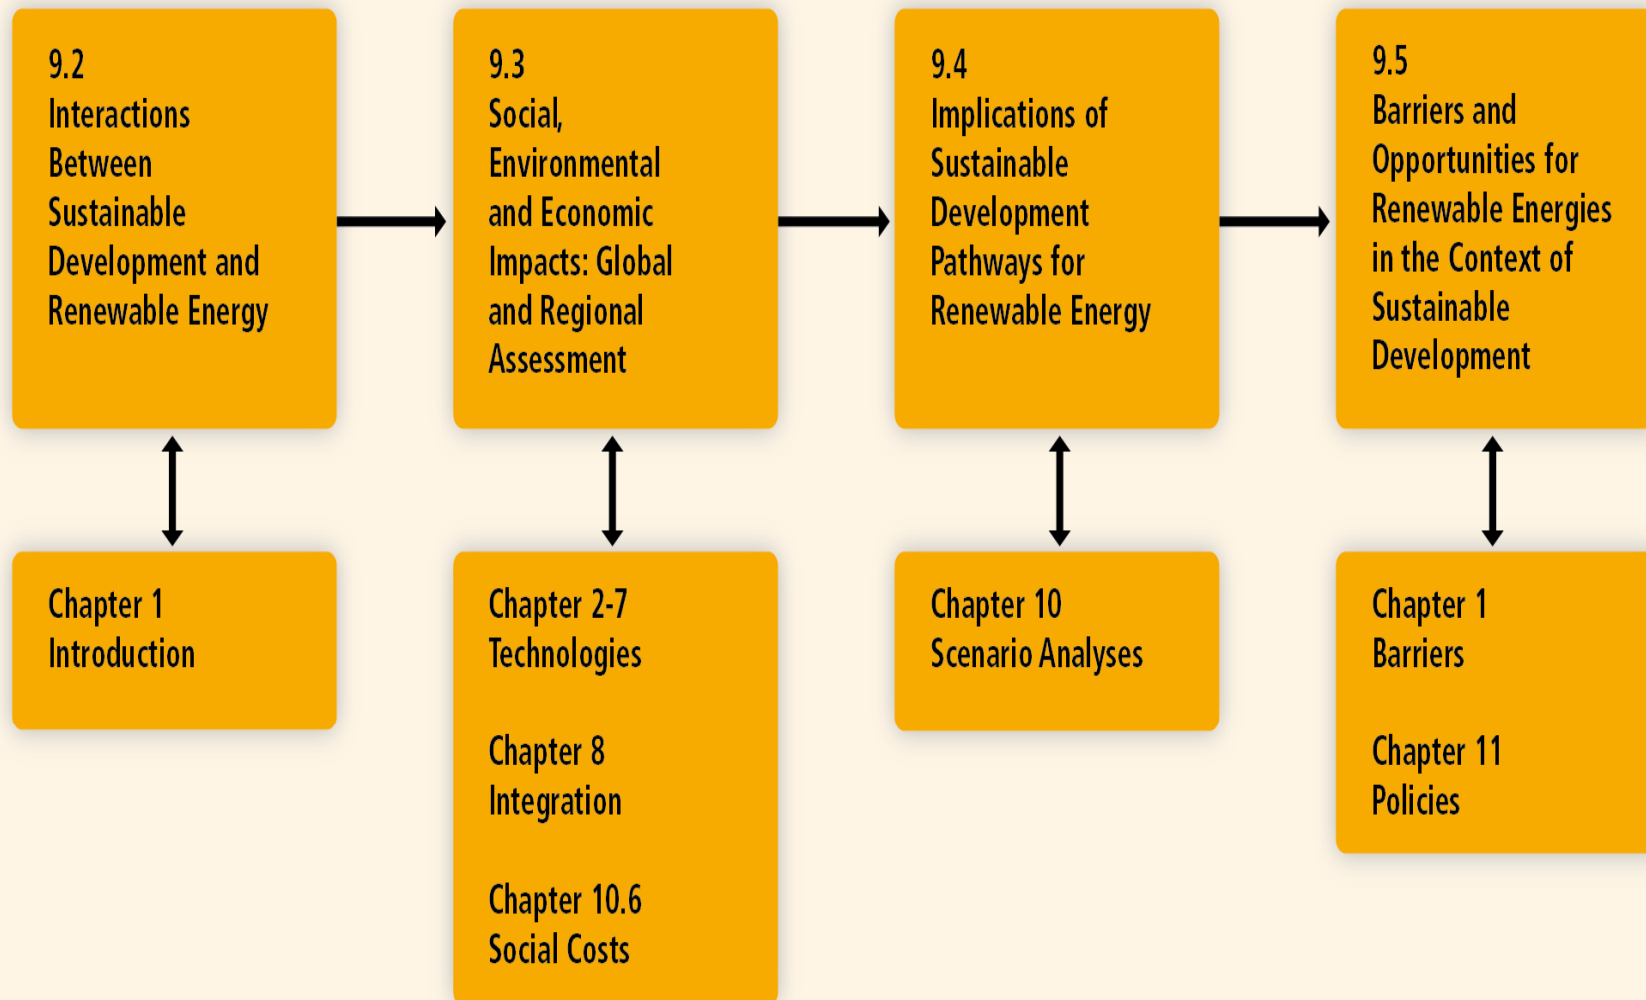 9.2
Interactions
Between
Sustainable
Development and
Renewable Energy
9.3
Social,
Environmental
and Economic
Impacts: Global
and Regional
Assessment
9.4
Implications of
Sustainable
Development
Pathways for
Renewable Energy
9.5
Barriers and
Opportunities for
Renewable Energies
in the Context of
Sustainable
Development
Chapter 1
Introduction
Chapter 2-7
Technologies
Chapter 8
Integration
Chapter 10.6
Social Costs
Chapter 10
Scenario Analyses
Chapter 1
Barriers
Chapter 11
Policies